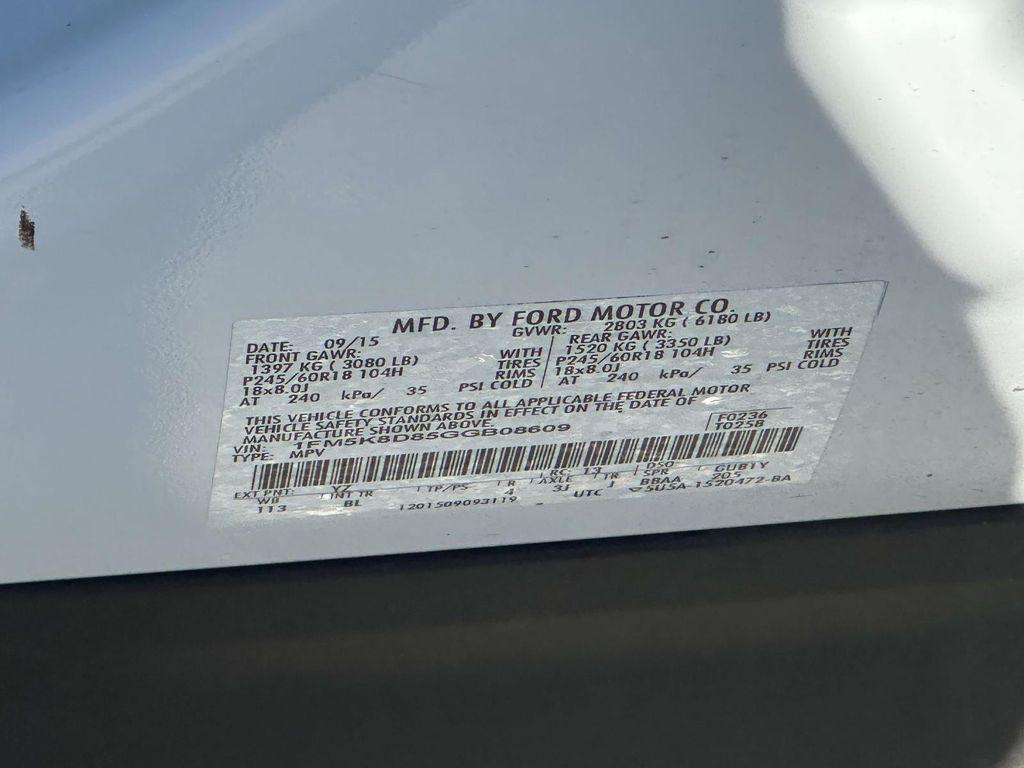 MFD. BY FORD MOTOR CO.
DATE: 09/15 GVWR: 2803 KG ( 6180 LB)
FRONT GAWR: REAR GAWR:
1397 KG ( 3080 LB) WITH 1520 KG ( 3350 LB) WITH
P245/60R18 104H TIRES P245/60R18 104H TIRES
18x8.0J RIMS 18x8.0J RIMS
AT 240 kPa/ 35 PSI COLD AT 240 kPa/ 35 PSI COLD
THIS VEHICLE CONFORMS TO ALL APPLICABLE FEDERAL MOTOR
VEHICLE SAFETY STANDARDS IN EFFECT ON THE DATE OF
MANUFACTURE SHOWN ABOVE. F0236
VIN: 1FM5K8D85GGB08609 T0258
TYPE: MPV
EXT PNT: YZ RC: 13 DSO
WB INT TR TP/PS R AXLE TR SPR GUB1Y
113 BL 4 3J J BBAA 205
1201509093119 UTC ▽5U5A-1520472-BA